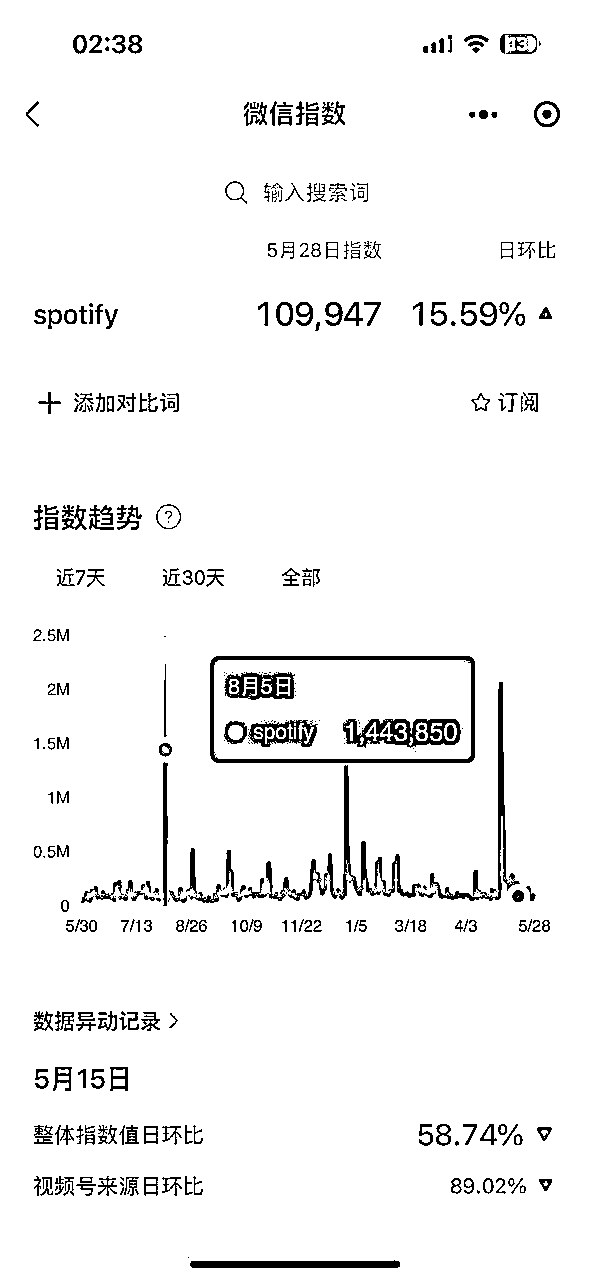 02:38
13
微信指数
输入搜索词
5月28日指数 日环比
spotify 109,947 15.59%
添加对比词 订阅
指数趋势 ?
近7天 近30天 全部
2.5M
2M
1.5M
1M
0.5M
0
8月5日
spotify 1,443,850
5/30 7/13 8/26 10/9 11/22 1/5 3/18 4/3 5/28
数据异动记录 >
5月15日
整体指数值日环比 58.74%
视频号来源日环比 89.02%